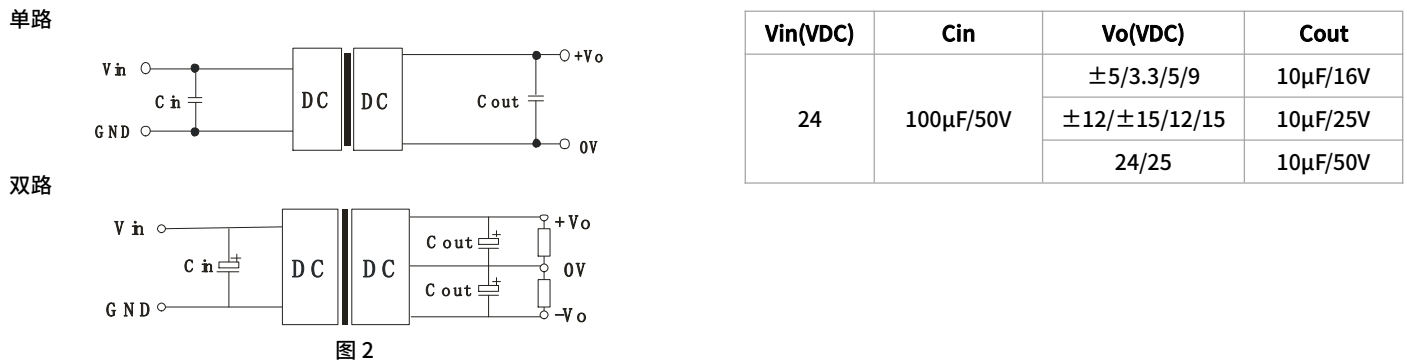 单路
Vin
Cin
GND
DC
DC
Cout
+Vo
0V
双路
Vin
Cin
GND
DC
DC
Cout
Cout
+Vo
0V
-Vo
图 2
Vin(VDC) Cin Vo(VDC) Cout
24 100μF/50V ±5/3.3/5/9 10μF/16V
±12/±15/12/15 10μF/25V
24/25 10μF/50V